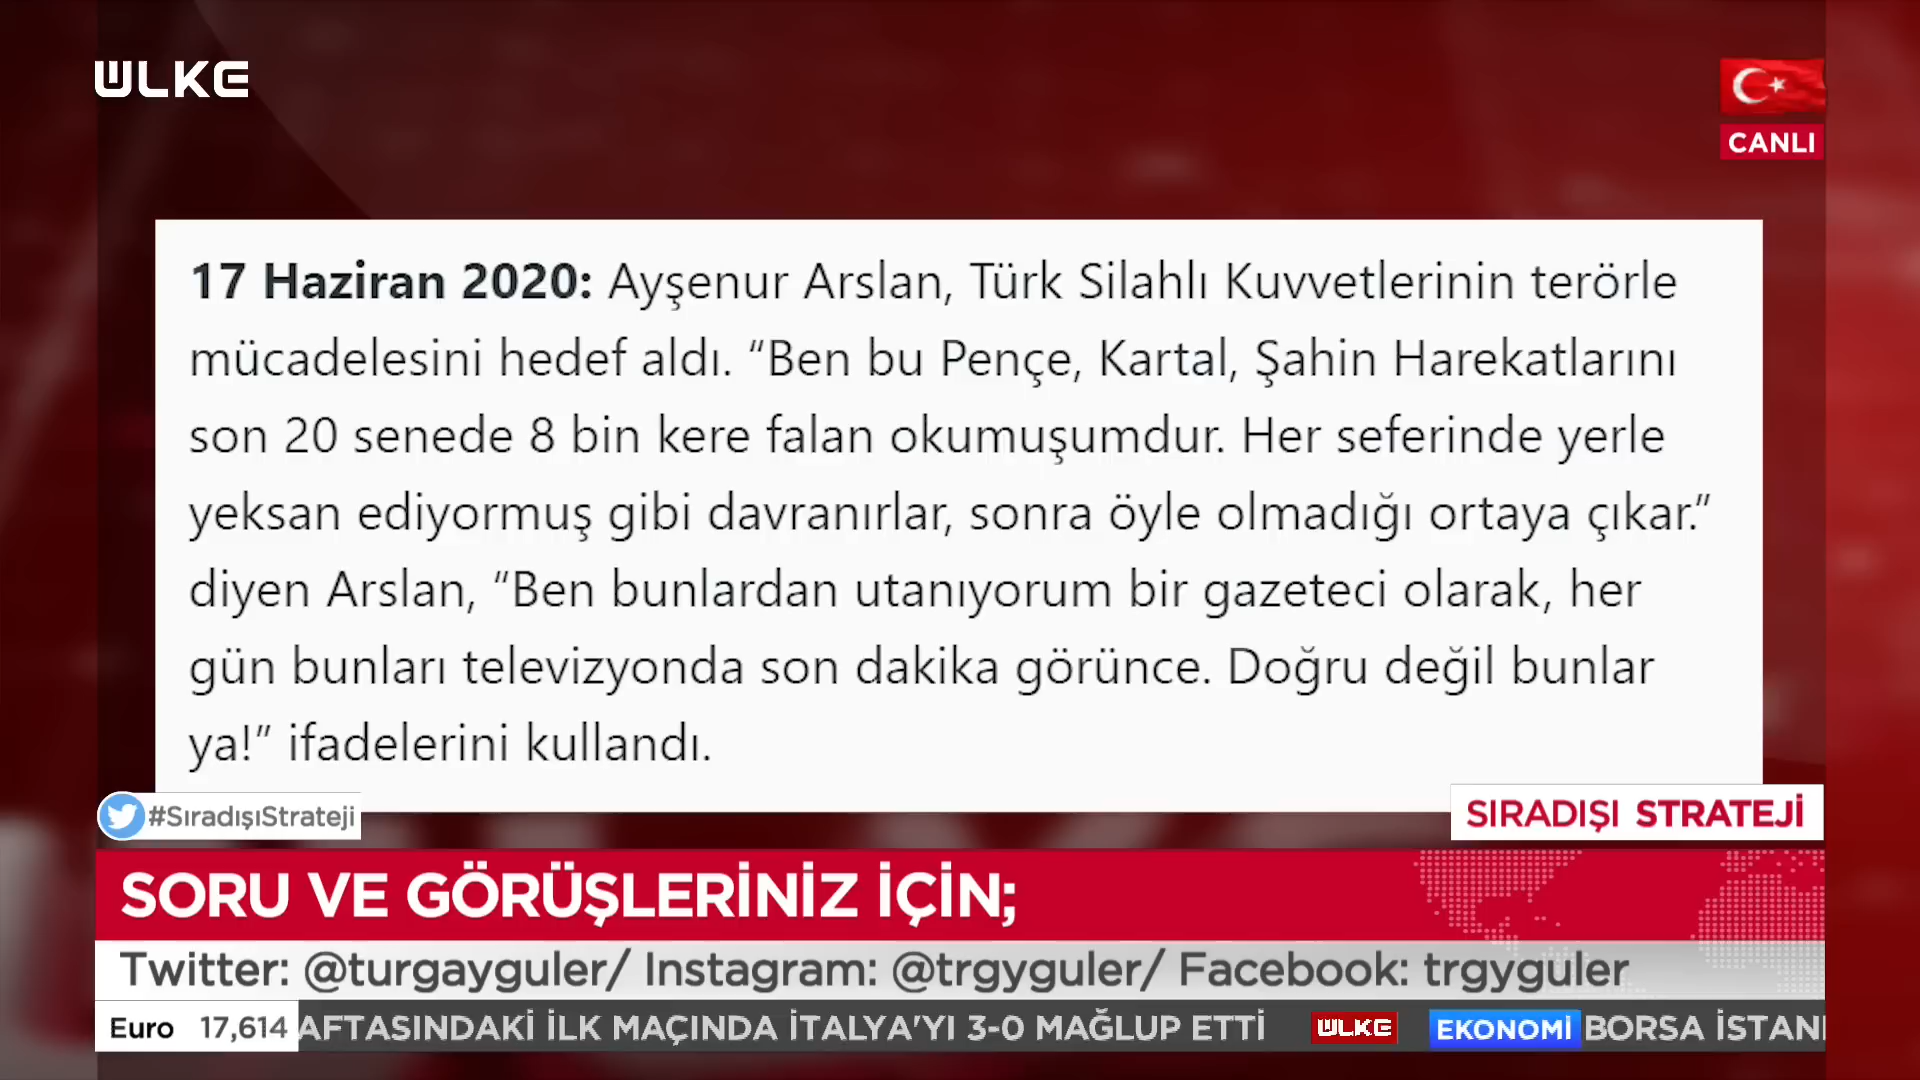 ULKE
CANLI
17 Haziran 2020: Ayşenur Arslan, Türk Silahlı Kuvvetlerinin terörle
mücadelesini hedef aldı. “Ben bu Pençe, Kartal, Şahin Harekatlarını
son 20 senede 8 bin kere falan okumuşumdur. Her seferinde yerle
yeksan ediyormuş gibi davranırlar, sonra öyle olmadığı ortaya çıkar.”
diyen Arslan, “Ben bunlardan utanıyorum bir gazeteci olarak, her
gün bunları televizyonda son dakika görünce. Doğru değil bunlar
ya!” ifadelerini kullandı.
#SıradışıStrateji
SIRADIŞI STRATEJİ
SORU VE GÖRÜŞLERİNİZ İÇİN;
Twitter: @turgayguler/ Instagram: @trgyguler/ Facebook: trgyguler
Euro 17,614 AFTASINDAKİ İLK MAÇINDA İTALYA'YI 3-0 MAĞLUP ETTİ ULKE EKONOMİ BORSA İSTAN